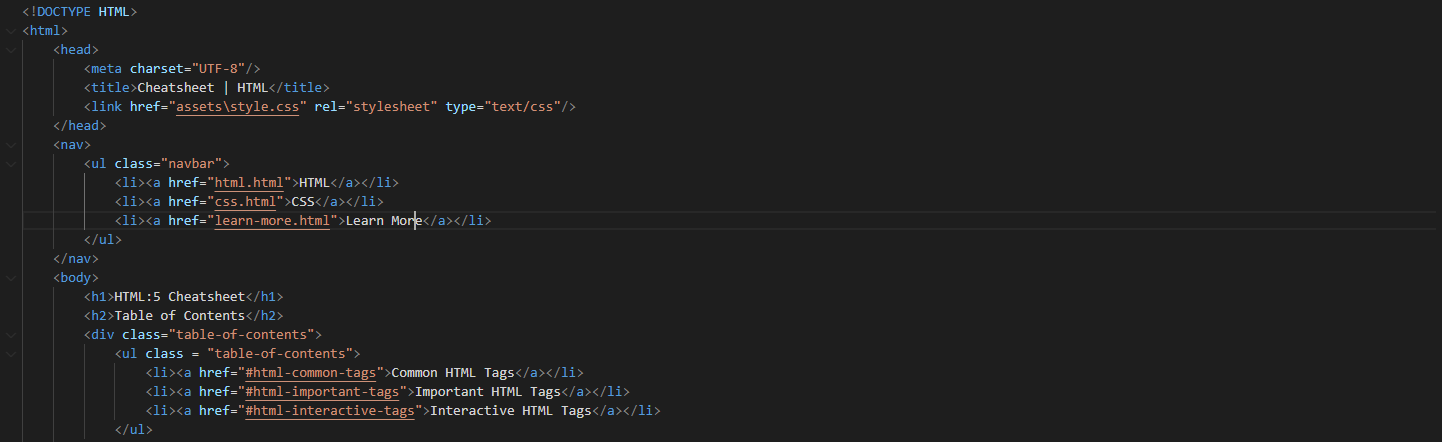 <!DOCTYPE HTML>
<html>
    <head>
        <meta charset="UTF-8"/>
        <title>Cheatsheet | HTML</title>
        <link href="assets\style.css" rel="stylesheet" type="text/css"/>
    </head>
    <nav>
        <ul class="navbar">
            <li><a href="html.html">HTML</a></li>
            <li><a href="css.html">CSS</a></li>
            <li><a href="learn-more.html">Learn More</a></li>
        </ul>
    </nav>
    <body>
        <h1>HTML:5 Cheatsheet</h1>
        <h2>Table of Contents</h2>
        <div class="table-of-contents">
            <ul class = "table-of-contents">
                <li><a href="#html-common-tags">Common HTML Tags</a></li>
                <li><a href="#html-important-tags">Important HTML Tags</a></li>
                <li><a href="#html-interactive-tags">Interactive HTML Tags</a></li>
            </ul>